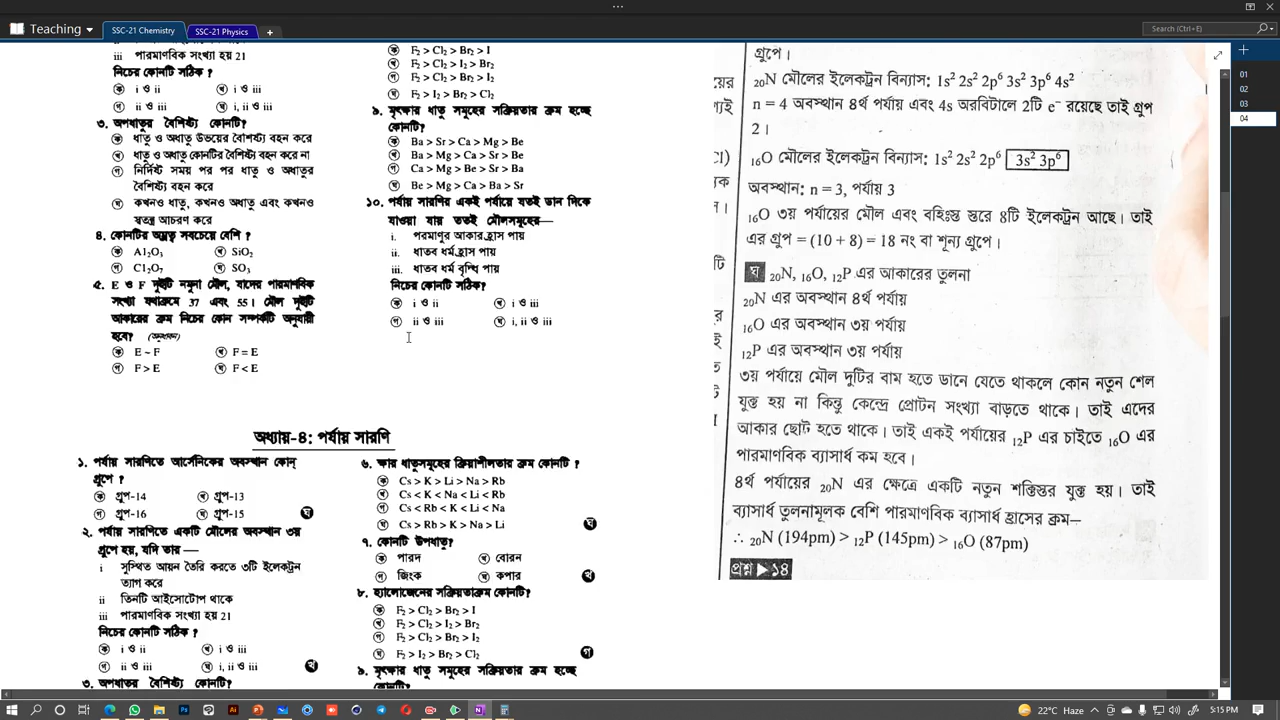 Teaching
SSC-21 Chemistry
SSC-21 Physics
Search (Ctrl+E)
iii পারমাণবিক সংখ্যা হয় 21
নিচের কোনটি সঠিক ?
ক i ও ii
খ i ও iii
গ ii ও iii
ঘ i, ii ও iii
৩. অপধাতুর বৈশিষ্ট্য কোনটি?
ক ধাতু ও অধাতু উভয়ের বৈশিষ্ট্য বহন করে
খ ধাতু ও অধাতু কোনটির বৈশিষ্ট্য বহন করে না
গ নির্দিষ্ট সময় পর পর ধাতু ও অধাতুর
বৈশিষ্ট্য বহন করে
ঘ কখনও ধাতু, কখনও অধাতু এবং কখনও
স্বতন্ত্র আচরণ করে
৪. কোনটির অম্লত্ব সবচেয়ে বেশি ?
ক Al₂O₃
খ SiO₂
গ Cl₂O₇
ঘ SO₃
৫. E ও F দুইটি নমুনা মৌল, যাদের পারমাণবিক
সংখ্যা যথাক্রমে 37 এবং 55। মৌল দুইটি
আকারের ক্রম নিচের কোন সম্পর্কটি অনুযায়ী
হবে? (অনুধাবন)
ক E ~ F
খ F = E
গ F > E
ঘ F < E
ক F₂ > Cl₂ > Br₂ > I
খ F₂ > Cl₂ > I₂ > Br₂
গ F₂ > Cl₂ > Br₂ > I₂
ঘ F₂ > I₂ > Br₂ > Cl₂
৯. মৃৎক্ষার ধাতু সমূহের সক্রিয়তার ক্রম হচ্ছে
কোনটি?
ক Ba > Sr > Ca > Mg > Be
খ Ba > Mg > Ca > Sr > Be
গ Ca > Mg > Be > Sr > Ba
ঘ Be > Mg > Ca > Ba > Sr
১০. পর্যায় সারণির একই পর্যায়ে যতই ডান দিকে
যাওয়া যায় ততই মৌলসমূহের—
i. পরমাণুর আকার হ্রাস পায়
ii. ধাতব ধর্ম হ্রাস পায়
iii. ধাতব ধর্ম বৃদ্ধি পায়
নিচের কোনটি সঠিক?
ক i ও ii
খ i ও iii
গ ii ও iii
ঘ i, ii ও iii
অধ্যায়-৪: পর্যায় সারণি
১. পর্যায় সারণিতে আর্সেনিকের অবস্থান কোন্
গ্রুপে ?
ক গ্রুপ-14
খ গ্রুপ-13
গ গ্রুপ-16
ঘ গ্রুপ-15
ঘ
২. পর্যায় সারণিতে একটি মৌলের অবস্থান ৩য়
গ্রুপে হয়, যদি তার —
i সুস্থিত আয়ন তৈরি করতে ৩টি ইলেকট্রন
ত্যাগ করে
ii তিনটি আইসোটোপ থাকে
iii পারমাণবিক সংখ্যা হয় 21
নিচের কোনটি সঠিক ?
ক i ও ii
খ i ও iii
গ ii ও iii
ঘ i, ii ও iii
খ
৩. অপধাতুর বৈশিষ্ট্য কোনটি?
৬. ক্ষার ধাতুসমূহের ক্রিয়াশীলতার ক্রম কোনটি ?
ক Cs > K > Li > Na > Rb
খ Cs < K < Na < Li < Rb
গ Cs < Rb < K < Li < Na
ঘ Cs > Rb > K > Na > Li
ঘ
৭. কোনটি উপধাতু?
ক পারদ
খ বোরন
গ জিংক
ঘ কপার
খ
৮. হ্যালোজেনের সক্রিয়তাক্রম কোনটি?
ক F₂ > Cl₂ > Br₂ > I
খ F₂ > Cl₂ > I₂ > Br₂
গ F₂ > Cl₂ > Br₂ > I₂
ঘ F₂ > I₂ > Br₂ > Cl₂
গ
৯. মৃৎক্ষার ধাতু সমূহের সক্রিয়তার ক্রম হচ্ছে
কোনটি?
গ্রুপে।
₂₀N মৌলের ইলেকট্রন বিন্যাস: 1s² 2s² 2p⁶ 3s² 3p⁶ 4s²
n = 4 অবস্থান ৪র্থ পর্যায় এবং 4s অরবিটালে 2টি e⁻ রয়েছে তাই গ্রুপ
2।
₁₆O মৌলের ইলেকট্রন বিন্যাস: 1s² 2s² 2p⁶ 3s² 3p⁶
অবস্থান: n = 3, পর্যায় 3
₁₆O ৩য় পর্যায়ের মৌল এবং বহিঃস্থ স্তরে 8টি ইলেকট্রন আছে। তাই
এর গ্রুপ = (10 + 8) = 18 নং বা শূন্য গ্রুপে।
ঘ ₂₀N, ₁₆O, ₁₂P এর আকারের তুলনা
₂₀N এর অবস্থান ৪র্থ পর্যায়
₁₆O এর অবস্থান ৩য় পর্যায়
₁₂P এর অবস্থান ৩য় পর্যায়
৩য় পর্যায়ে মৌল দুটির বাম হতে ডানে যেতে থাকলে কোন নতুন শেল
যুক্ত হয় না কিন্তু কেন্দ্রে প্রোটন সংখ্যা বাড়তে থাকে। তাই এদের
আকার ছোট হতে থাকে। তাই একই পর্যায়ের ₁₂P এর চাইতে ₁₆O এর
পারমাণবিক ব্যাসার্ধ কম হবে।
৪র্থ পর্যায়ের ₂₀N এর ক্ষেত্রে একটি নতুন শক্তিস্তর যুক্ত হয়। তাই
ব্যাসার্ধ তুলনামূলক বেশি পারমাণবিক ব্যাসার্ধ হ্রাসের ক্রম—
∴ ₂₀N (194pm) > ₁₂P (145pm) > ₁₆O (87pm)
প্রশ্ন ▶ ১৪
01
02
03
04
22°C Haze
5:15 PM